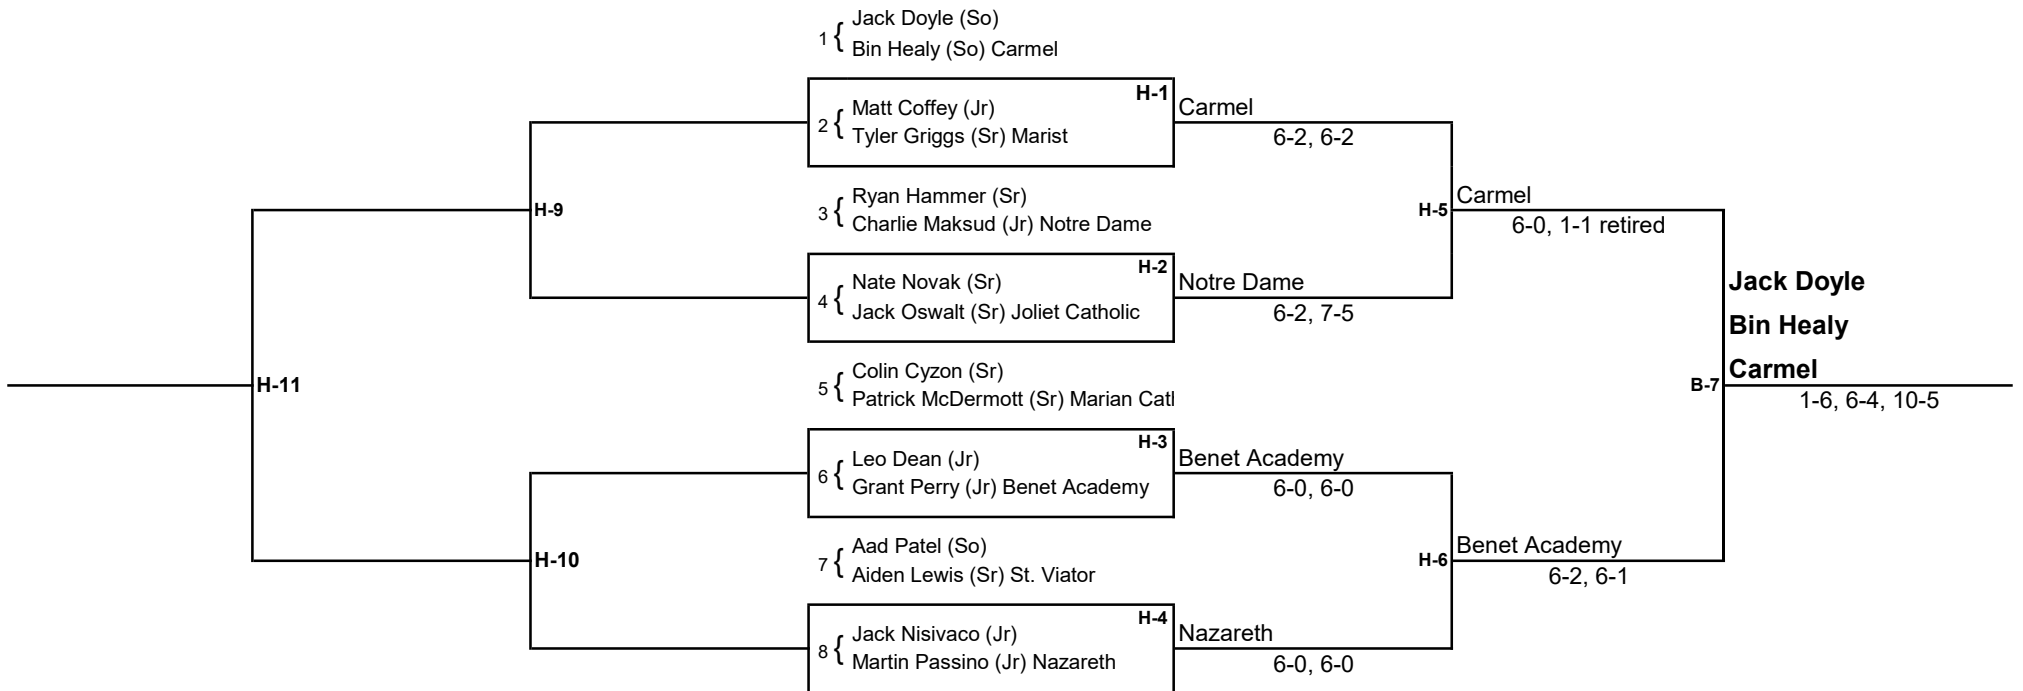 Jack Doyle (So)
1 { Bin Healy (So) Carmel
H-1
2 { Matt Coffey (Jr)
Tyler Griggs (Sr) Marist
Carmel
6-2, 6-2
3 { Ryan Hammer (Sr)
Charlie Maksud (Jr) Notre Dame
H-9
H-5
Carmel
6-0, 1-1 retired
H-2
4 { Nate Novak (Sr)
Jack Oswalt (Sr) Joliet Catholic
Notre Dame
6-2, 7-5
Jack Doyle
Bin Healy
Carmel
B-7
1-6, 6-4, 10-5
H-11
5 { Colin Cyzon (Sr)
Patrick McDermott (Sr) Marian Cat
H-3
6 { Leo Dean (Jr)
Grant Perry (Jr) Benet Academy
Benet Academy
6-0, 6-0
7 { Aad Patel (So)
Aiden Lewis (Sr) St. Viator
H-10
H-6
Benet Academy
6-2, 6-1
H-4
8 { Jack Nisivaco (Jr)
Martin Passino (Jr) Nazareth
Nazareth
6-0, 6-0